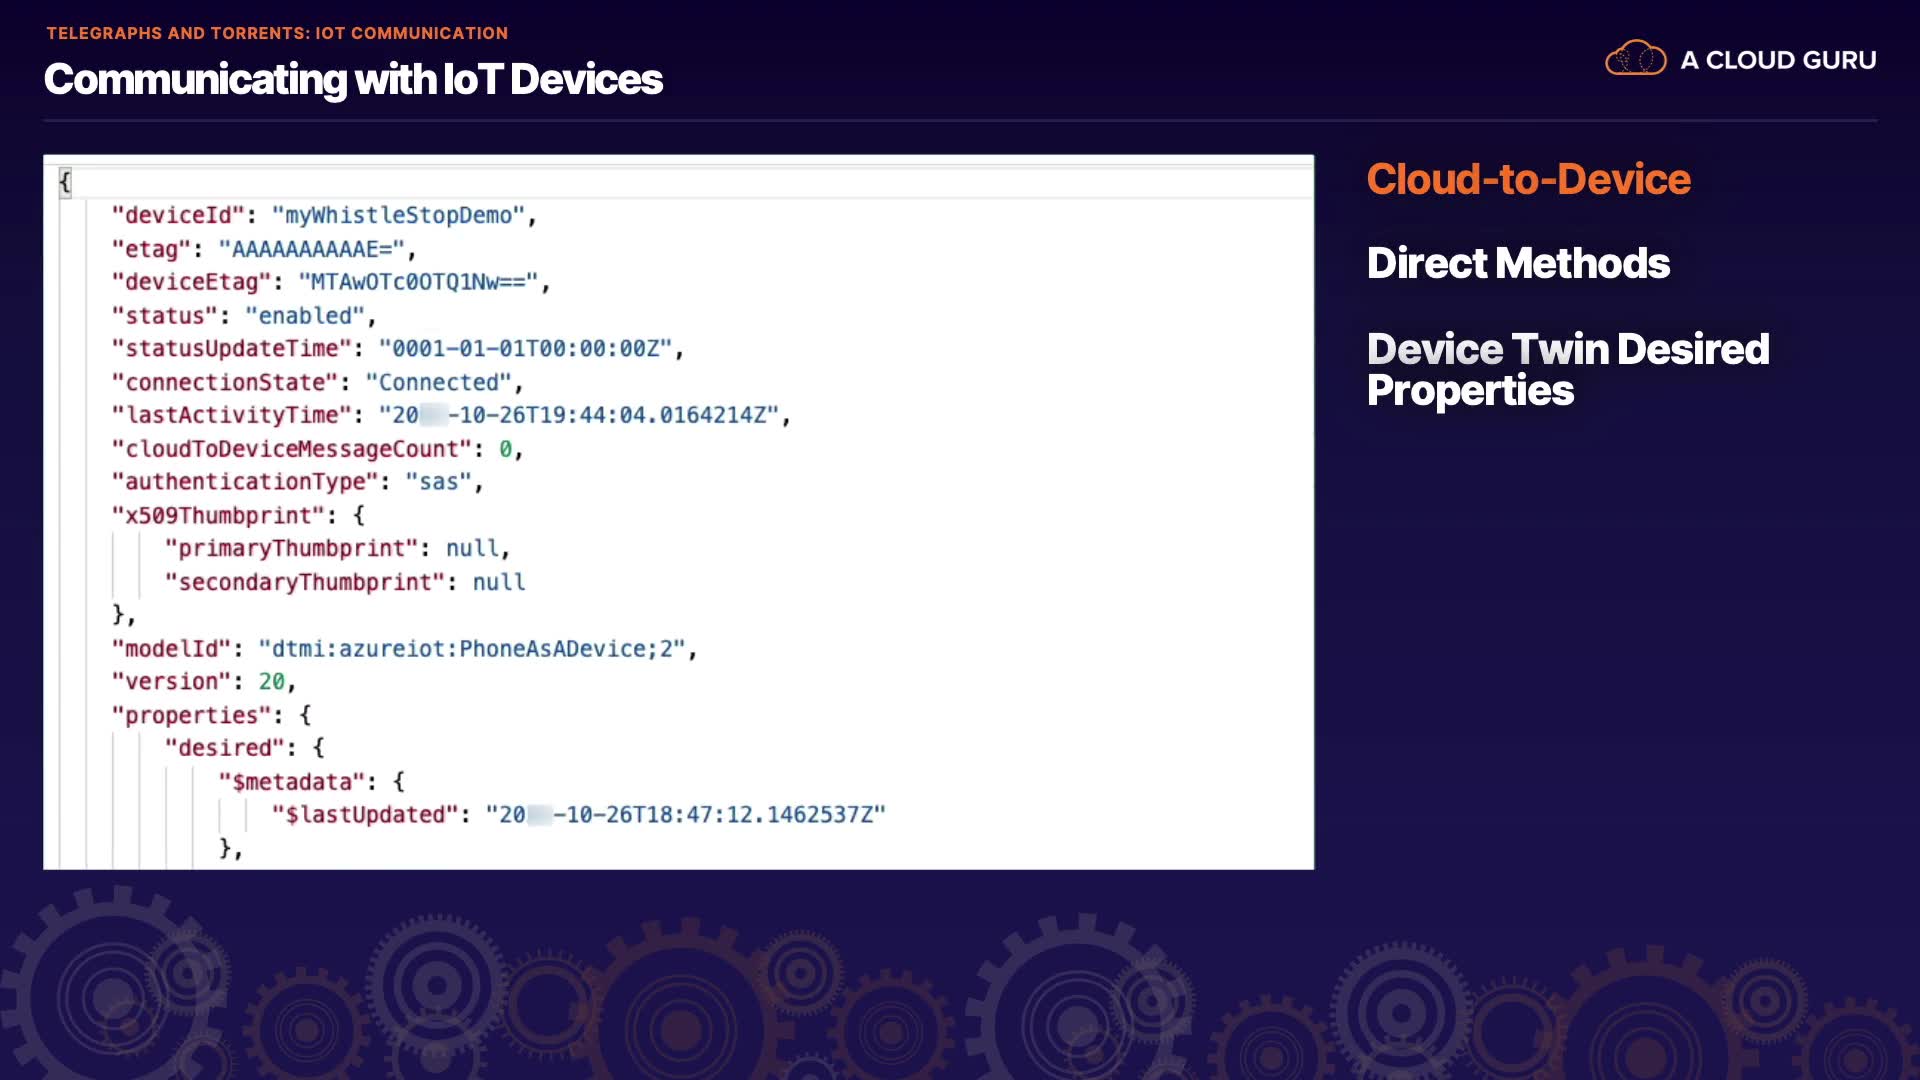 TELEGRAPHS AND TORRENTS: IOT COMMUNICATION
Communicating with IoT Devices
A CLOUD GURU
{
"deviceId": "myWhistleStopDemo",
"etag": "AAAAAAAAAAE=",
"deviceEtag": "MTAwOTc0OTQ1Nw==",
"status": "enabled",
"statusUpdateTime": "0001-01-01T00:00:00Z",
"connectionState": "Connected",
"lastActivityTime": "20 -10-26T19:44:04.0164214Z",
"cloudToDeviceMessageCount": 0,
"authenticationType": "sas",
"x509Thumbprint": {
"primaryThumbprint": null,
"secondaryThumbprint": null
},
"modelId": "dtmi:azureiot:PhoneAsADevice;2",
"version": 20,
"properties": {
"desired": {
"$metadata": {
"$lastUpdated": "20 -10-26T18:47:12.1462537Z"
},
Cloud-to-Device
Direct Methods
Device Twin Desired
Properties